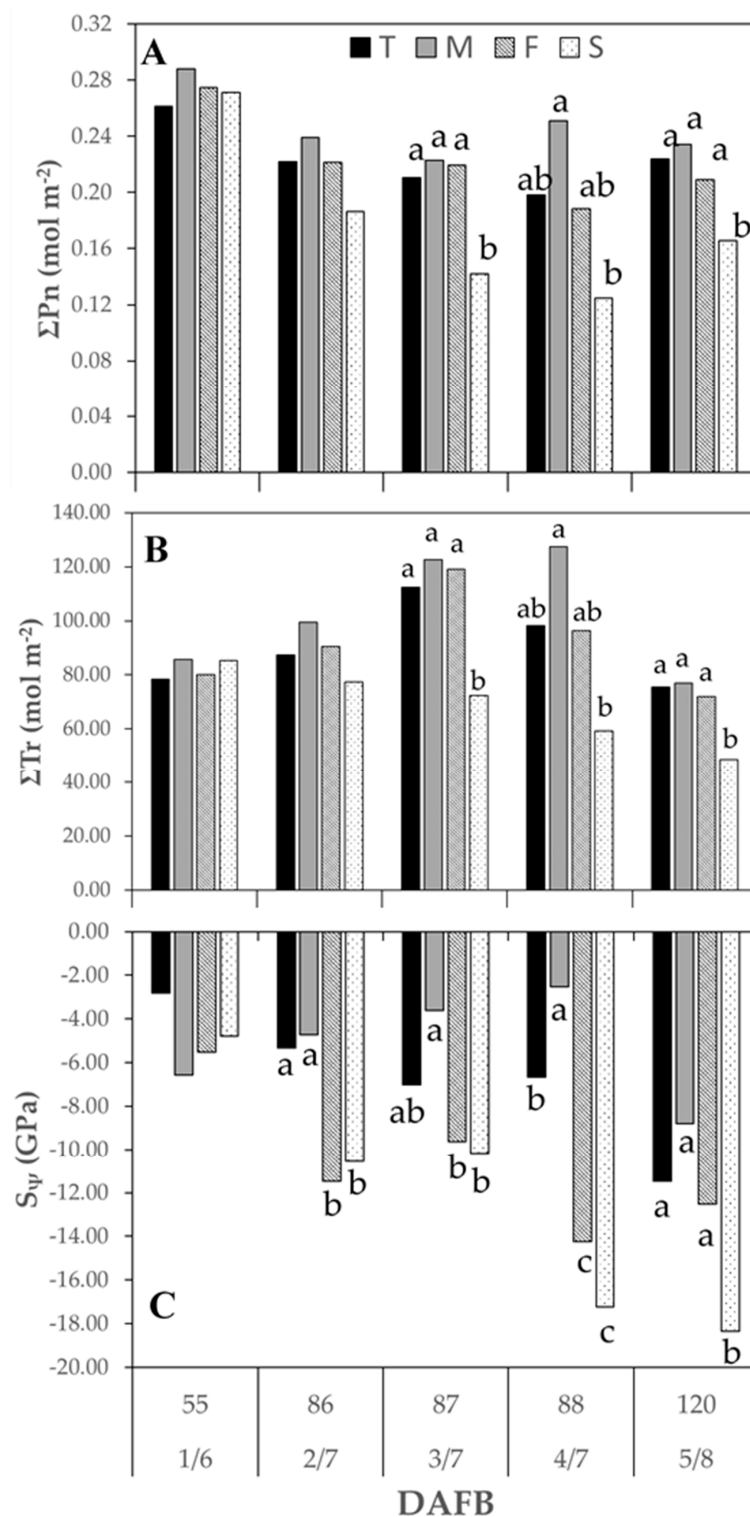 A
T M F S
0.32
0.28
0.24
0.20
0.16
0.12
0.08
0.04
0.00
ΣPn (mol m-2)
a a a b
ab a ab b
a a a b
B
140.00
120.00
100.00
80.00
60.00
40.00
20.00
0.00
ΣTr (mol m-2)
a a a b
ab a ab b
a a a b
0.00
-2.00
-4.00
-6.00
-8.00
-10.00
-12.00
-14.00
-16.00
-18.00
-20.00
SΨ (GPa)
a a b b
ab a b b
b a c c
a a a b
C
55 86 87 88 120
1/6 2/7 3/7 4/7 5/8
DAFB